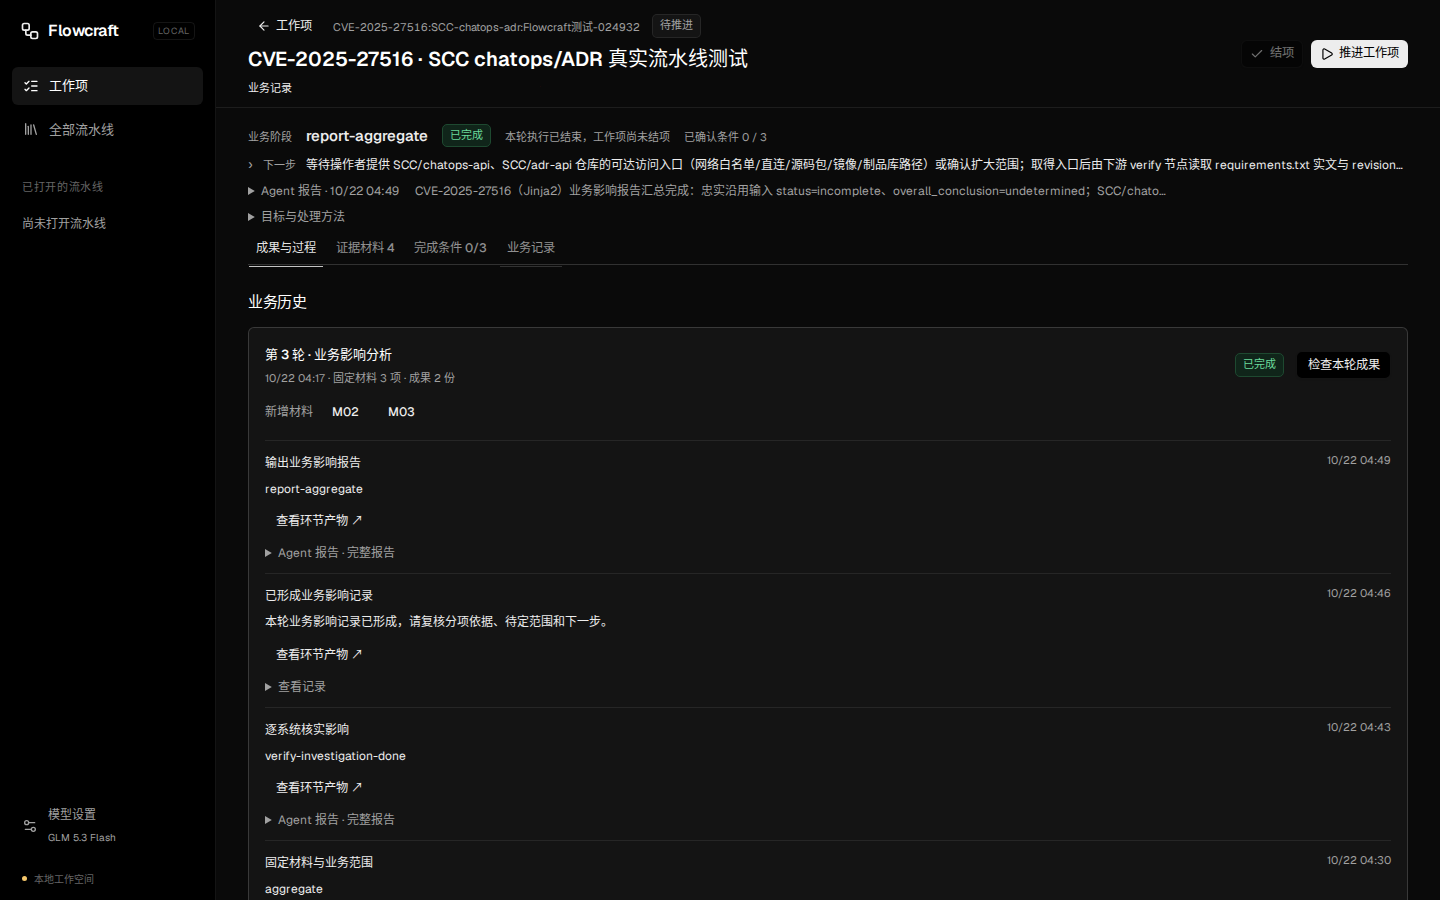 Flowcraft
LOCAL
工作项
全部流水线
已打开的流水线
尚未打开流水线
模型设置
GLM 5.3 Flash
本地工作空间
← 工作项
CVE-2025-27516:SCC-chatops-adr:Flowcraft测试-024932
待推进
CVE-2025-27516 · SCC chatops/ADR 真实流水线测试
业务记录
结项
推进工作项
业务阶段 report-aggregate 已完成 本轮执行已结束，工作项尚未结项 已确认条件 0 / 3
› 下一步 等待操作者提供 SCC/chatops-api、SCC/adr-api 仓库的可达访问入口（网络白名单/直连/源码包/镜像/制品库路径）或确认扩大范围；取得入口后由下游 verify 节点读取 requirements.txt 实文与 revision...
▶ Agent 报告 · 10/22 04:49 CVE-2025-27516（Jinja2）业务影响报告汇总完成：忠实沿用输入 status=incomplete、overall_conclusion=undetermined；SCC/chato...
▶ 目标与处理方法
成果与过程 证据材料 4 完成条件 0/3 业务记录
业务历史
第 3 轮 · 业务影响分析
10/22 04:17 · 固定材料 3 项 · 成果 2 份
已完成
检查本轮成果
新增材料 M02 M03
输出业务影响报告
10/22 04:49
report-aggregate
查看环节产物 ↗
▶ Agent 报告 · 完整报告
已形成业务影响记录
10/22 04:46
本轮业务影响记录已形成，请复核分项依据、待定范围和下一步。
查看环节产物 ↗
▶ 查看记录
逐系统核实影响
10/22 04:43
verify-investigation-done
查看环节产物 ↗
▶ Agent 报告 · 完整报告
固定材料与业务范围
10/22 04:30
aggregate